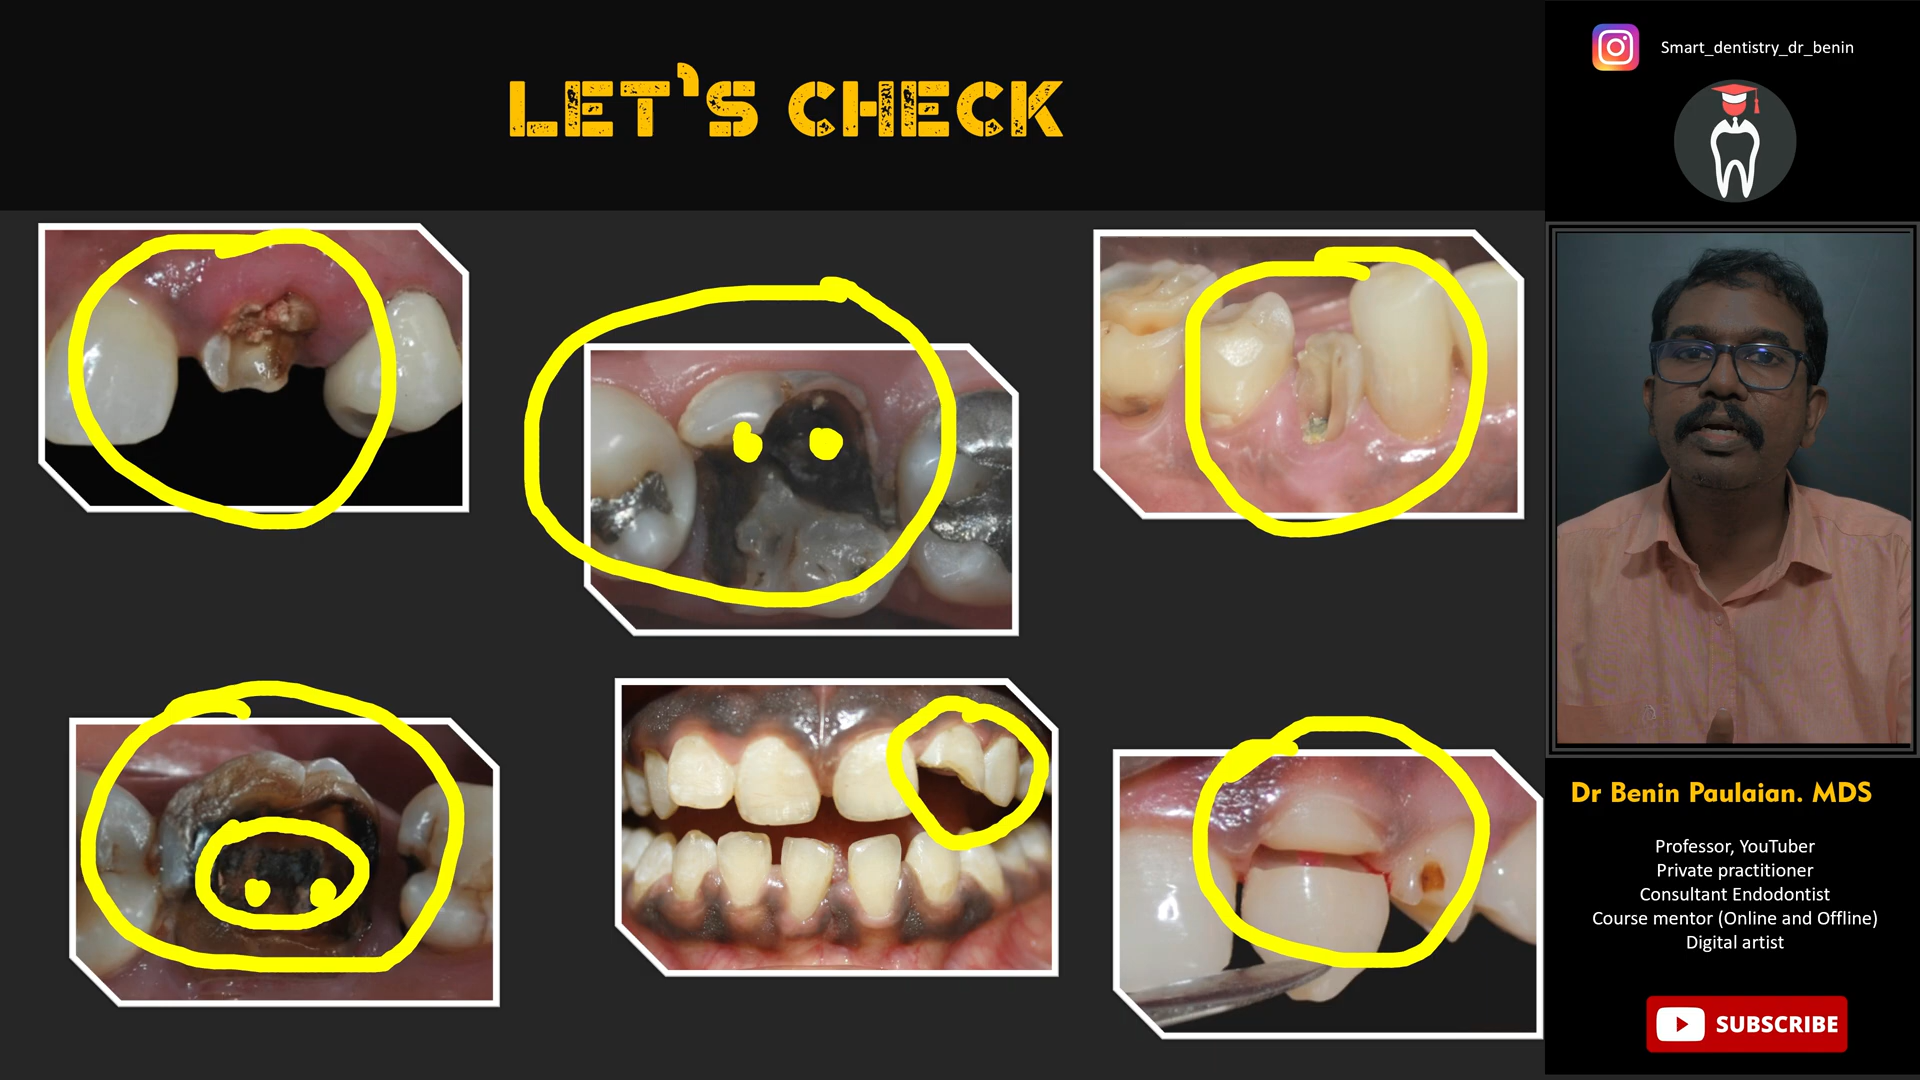 LET'S CHECK
Smart_dentistry_dr_benin
Dr Benin Paulaian. MDS
Professor, YouTuber
Private practitioner
Consultant Endodontist
Course mentor (Online and Offline)
Digital artist
SUBSCRIBE